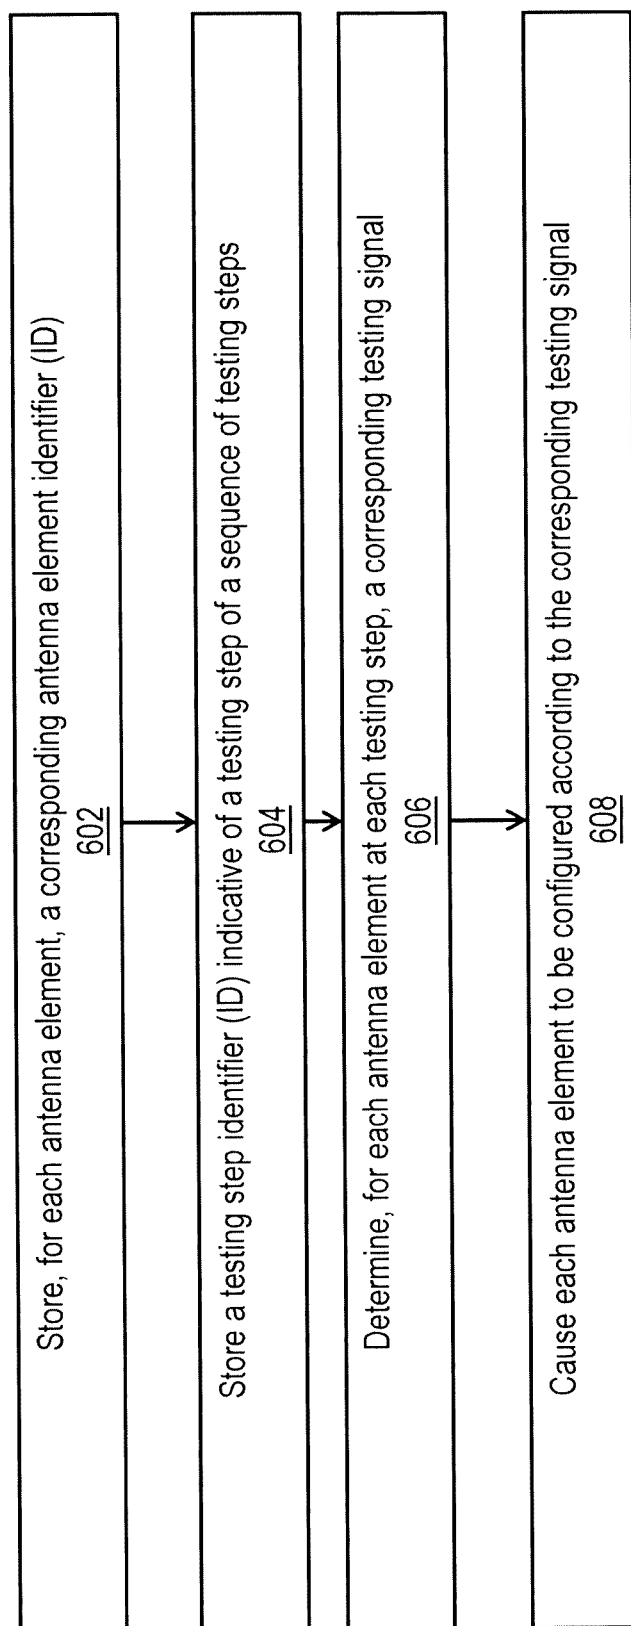 Store, for each antenna element, a corresponding antenna element identifier (ID)
602
Store a testing step identifier (ID) indicative of a testing step of a sequence of testing steps
604
Determine, for each antenna element at each testing step, a corresponding testing signal
606
Cause each antenna element to be configured according to the corresponding testing signal
608